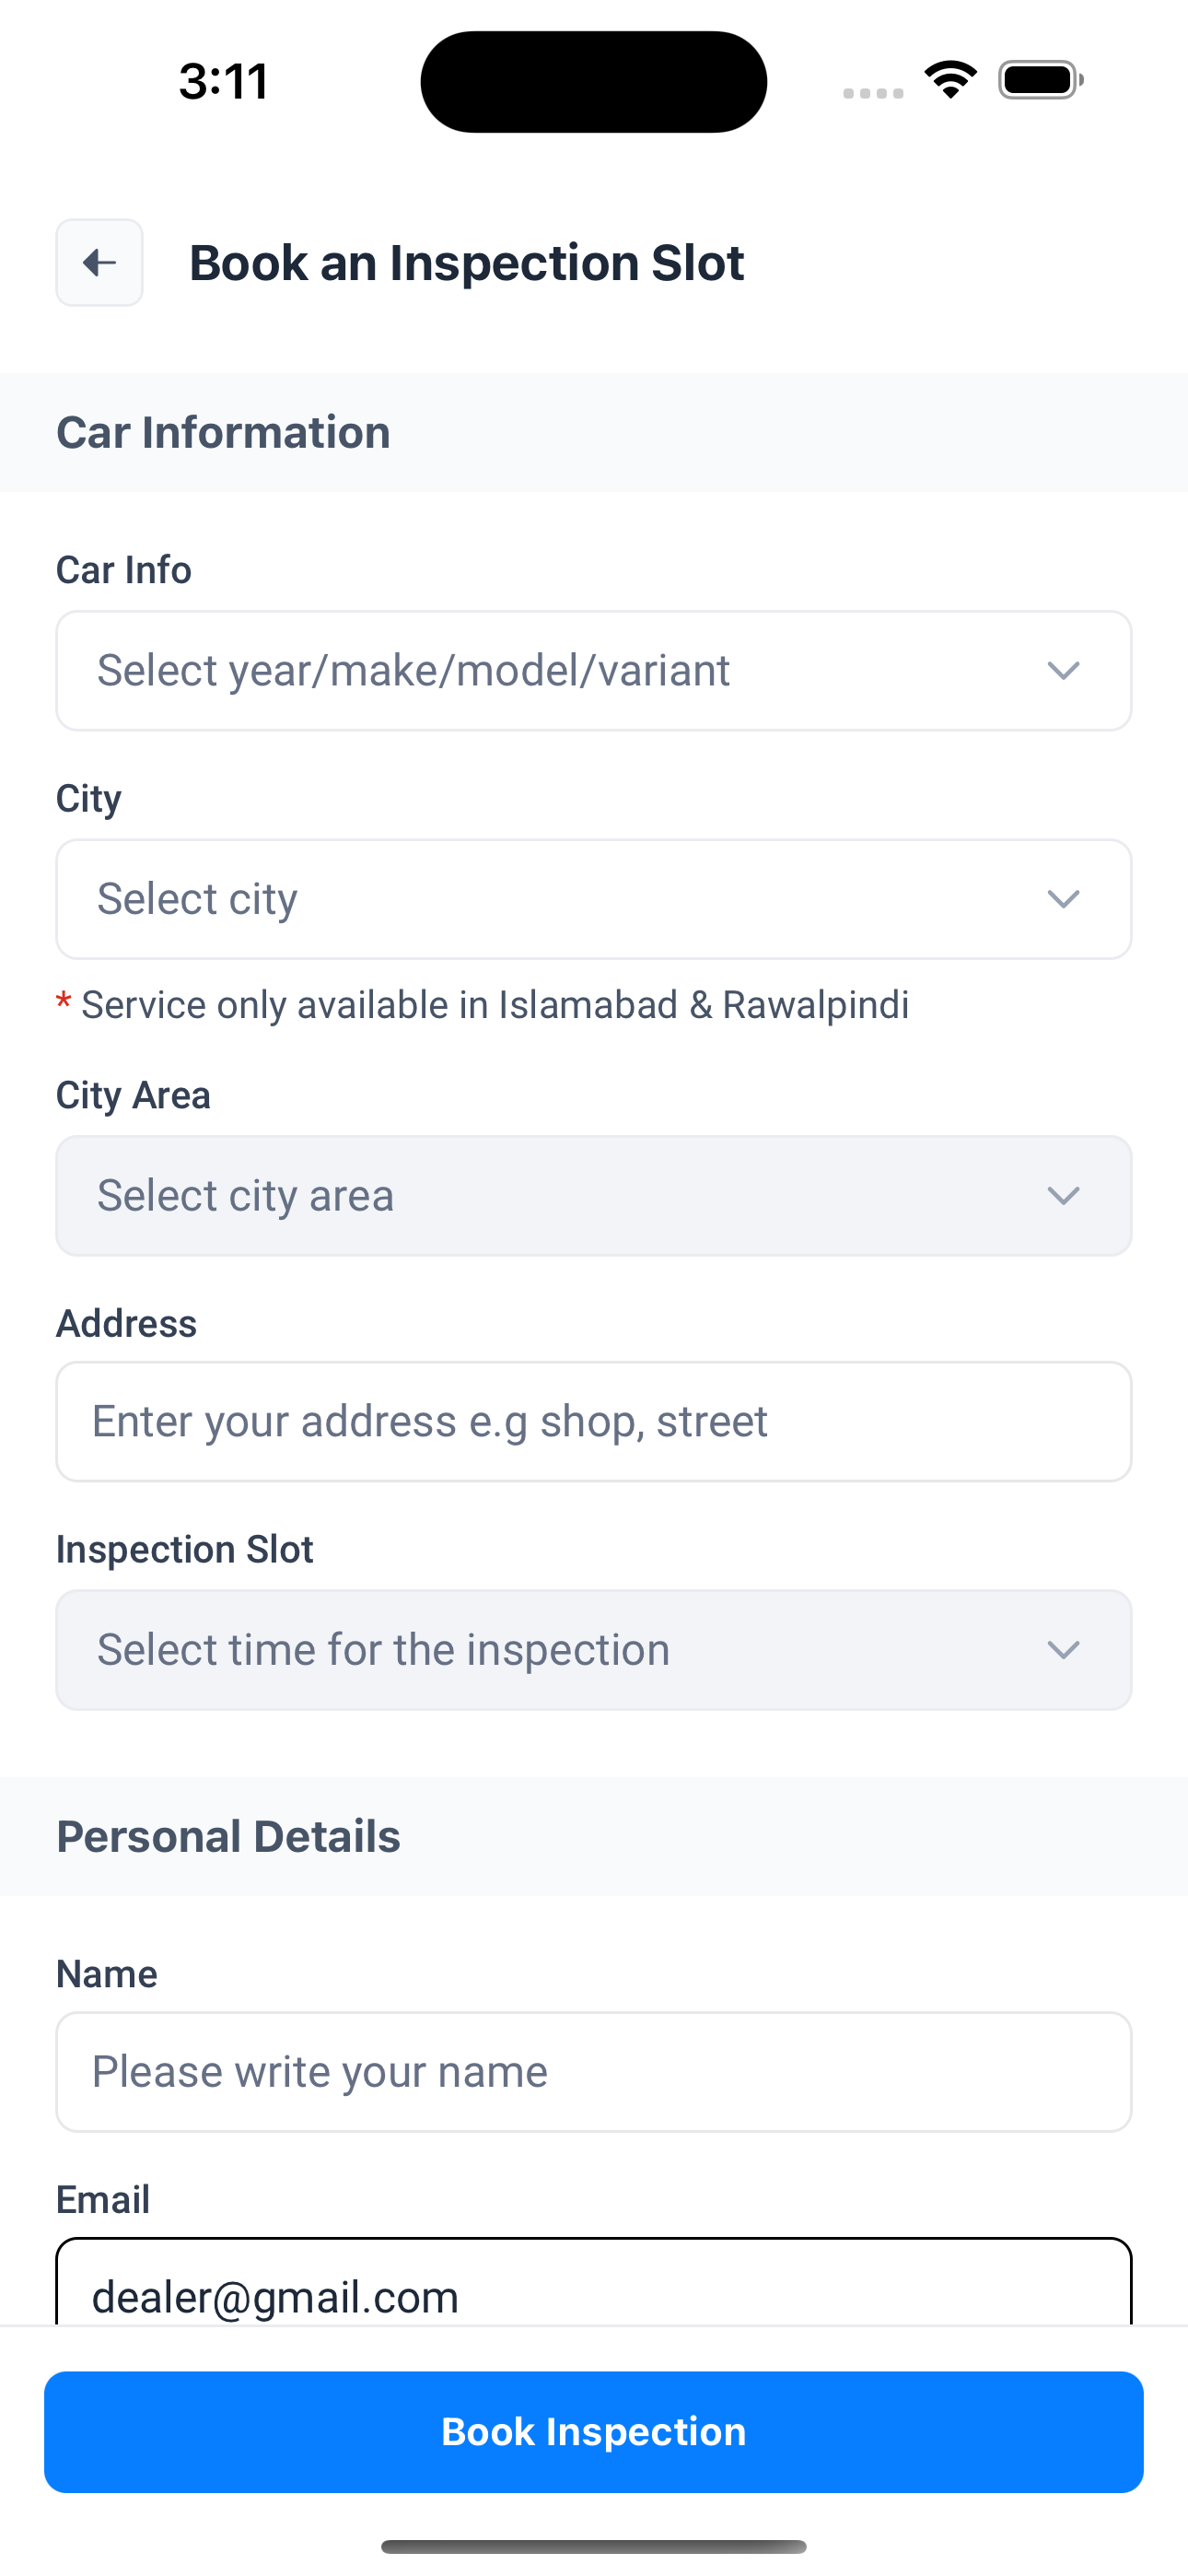 3:11
Book an Inspection Slot
Car Information
Car Info
Select year/make/model/variant
City
Select city
* Service only available in Islamabad & Rawalpindi
City Area
Select city area
Address
Enter your address e.g shop, street
Inspection Slot
Select time for the inspection
Personal Details
Name
Please write your name
Email
dealer@gmail.com
Book Inspection